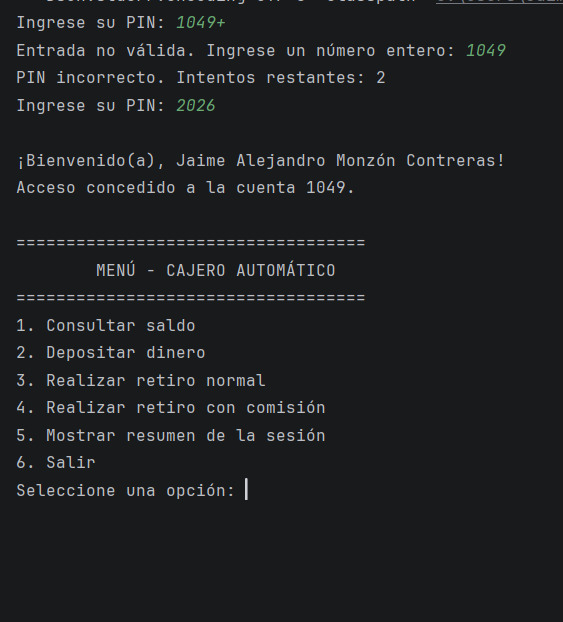 Ingrese su PIN: 1049+
Entrada no válida. Ingrese un número entero: 1049
PIN incorrecto. Intentos restantes: 2
Ingrese su PIN: 2026
¡Bienvenido(a), Jaime Alejandro Monzón Contreras!
Acceso concedido a la cuenta 1049.
===================================
MENÚ - CAJERO AUTOMÁTICO
===================================
1. Consultar saldo
2. Depositar dinero
3. Realizar retiro normal
4. Realizar retiro con comisión
5. Mostrar resumen de la sesión
6. Salir
Seleccione una opción: